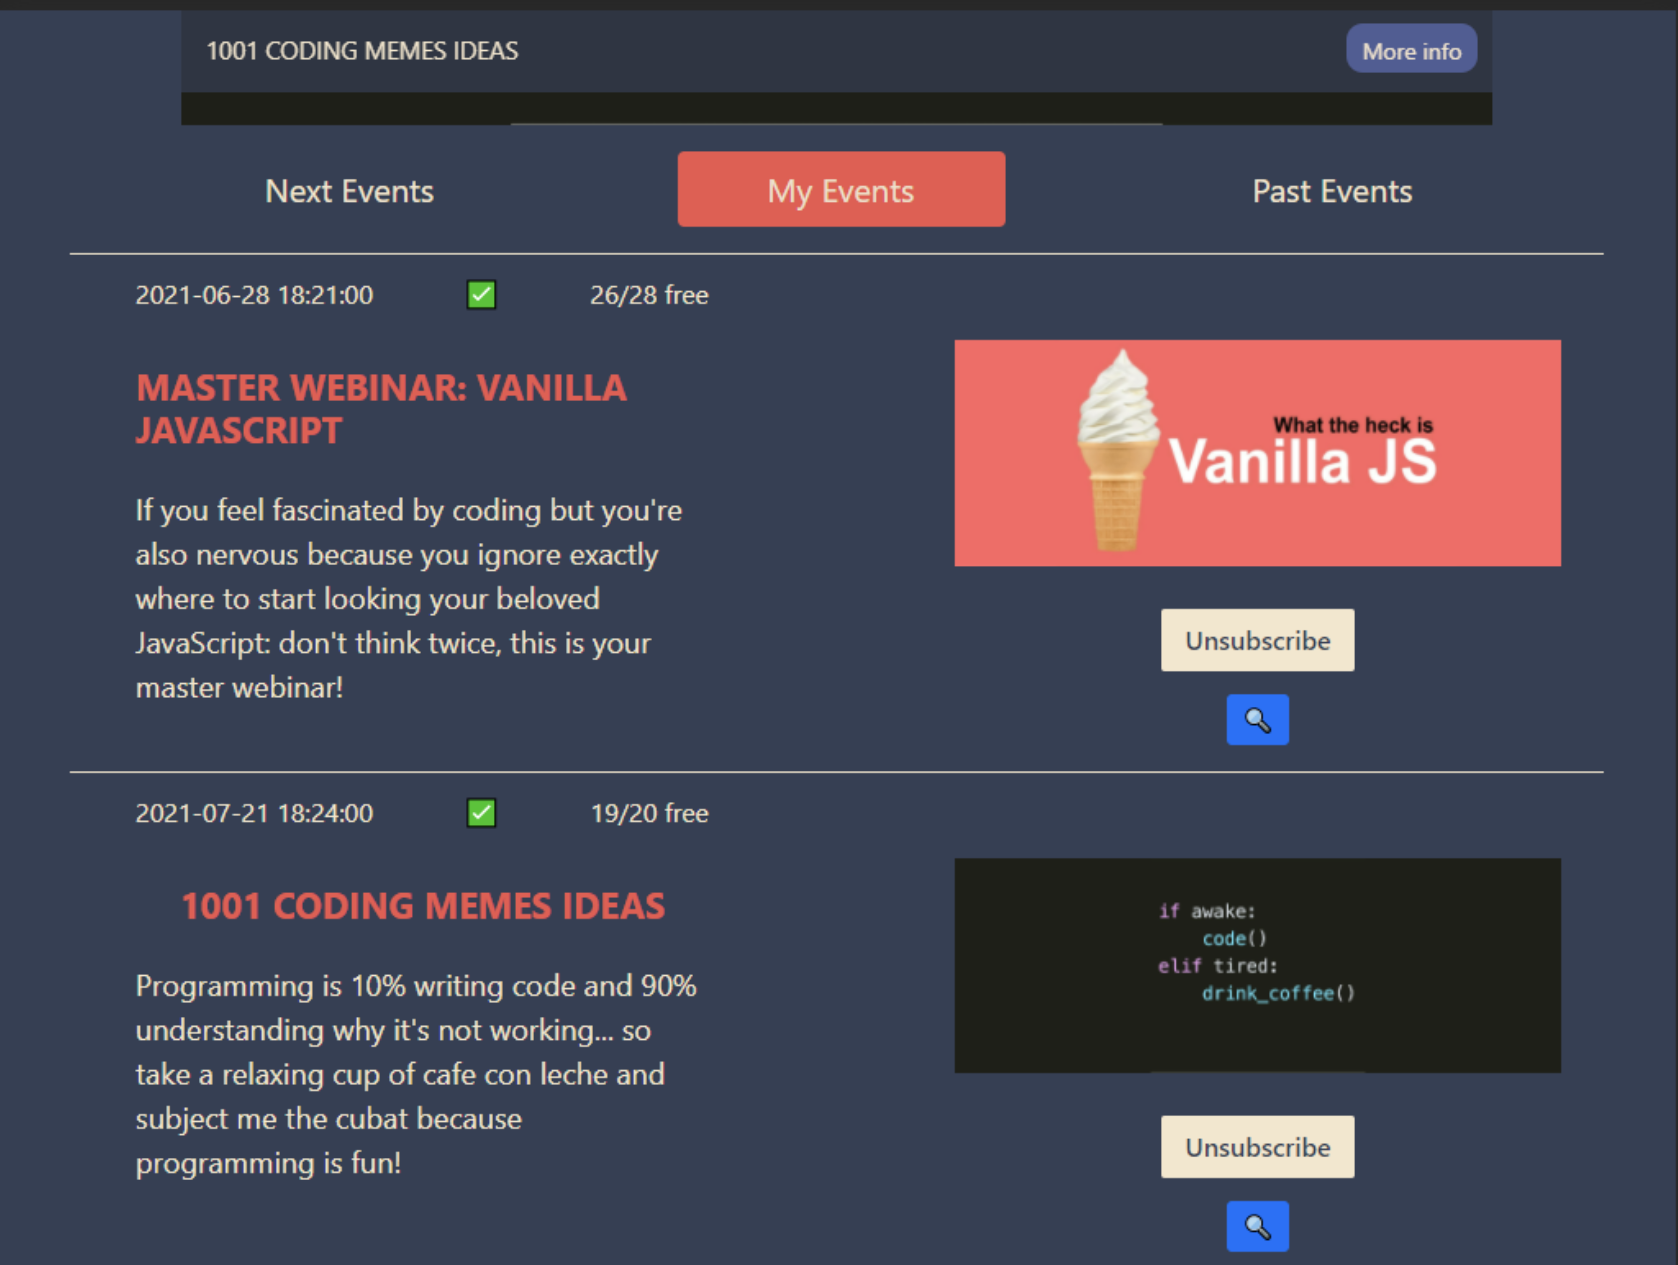 1001 CODING MEMES IDEAS
More info
Next Events
My Events
Past Events
2021-06-28 18:21:00
26/28 free
MASTER WEBINAR: VANILLA
JAVASCRIPT
If you feel fascinated by coding but you're
also nervous because you ignore exactly
where to start looking your beloved
JavaScript: don't think twice, this is your
master webinar!
What the heck is
Vanilla JS
Unsubscribe
2021-07-21 18:24:00
19/20 free
1001 CODING MEMES IDEAS
Programming is 10% writing code and 90%
understanding why it's not working... so
take a relaxing cup of cafe con leche and
subject me the cubat because
programming is fun!
if awake:
code()
elif tired:
drink_coffee()
Unsubscribe